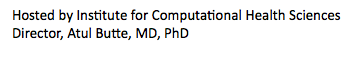 Hosted by Institute for Computational Health Sciences
Director, Atul Butte, MD, PhD